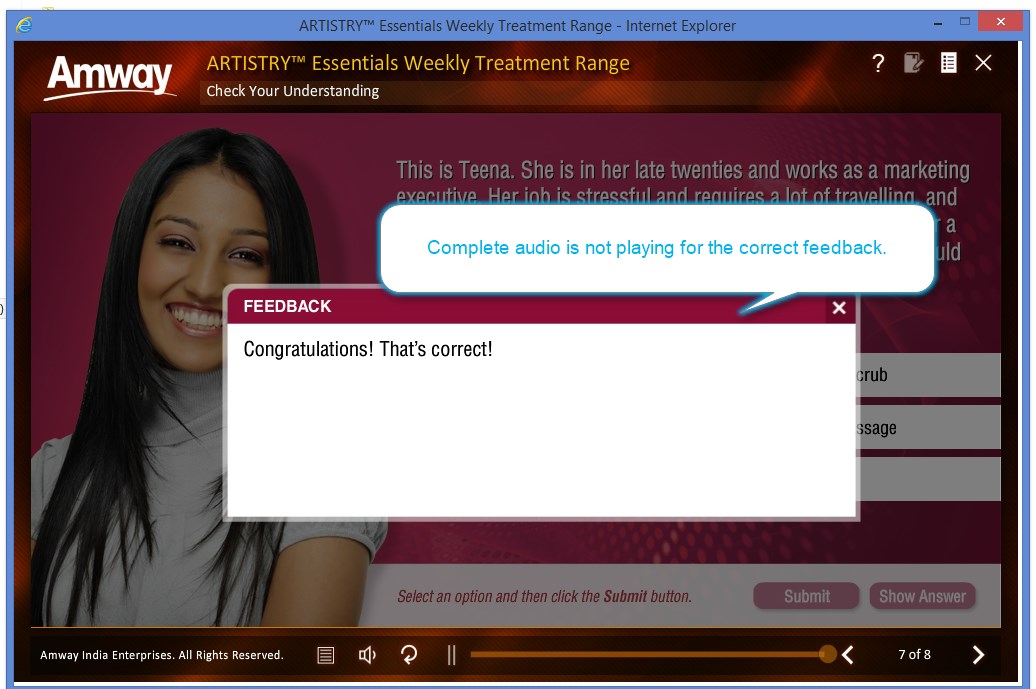 ARTISTRY™ Essentials Weekly Treatment Range - Internet Explorer
Amway
ARTISTRY™ Essentials Weekly Treatment Range
Check Your Understanding
This is Teena. She is in her late twenties and works as a marketing
executive. Her job is stressful and requires a lot of travelling, and
a
uld
Complete audio is not playing for the correct feedback.
FEEDBACK
Congratulations! That's correct!
crub
ssage
Select an option and then click the Submit button.
Submit
Show Answer
Amway India Enterprises. All Rights Reserved.
7 of 8